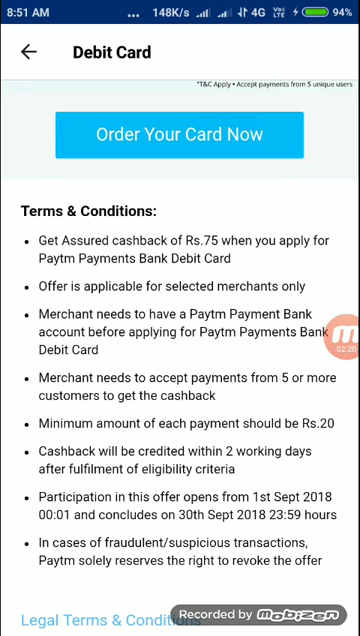 8:51 AM ... 148K/s 4G VoLTE 94%
Debit Card
*T&C Apply • Accept payments from 5 unique users
Order Your Card Now
Terms & Conditions:
• Get Assured cashback of Rs.75 when you apply for
Paytm Payments Bank Debit Card
• Offer is applicable for selected merchants only
• Merchant needs to have a Paytm Payment Bank
account before applying for Paytm Payments Bank
Debit Card
02:20
• Merchant needs to accept payments from 5 or more
customers to get the cashback
• Minimum amount of each payment should be Rs.20
• Cashback will be credited within 2 working days
after fulfilment of eligibility criteria
• Participation in this offer opens from 1st Sept 2018
00:01 and concludes on 30th Sept 2018 23:59 hours
• In cases of fraudulent/suspicious transactions,
Paytm solely reserves the right to revoke the offer
Legal Terms & Conditions
Recorded by mobizen